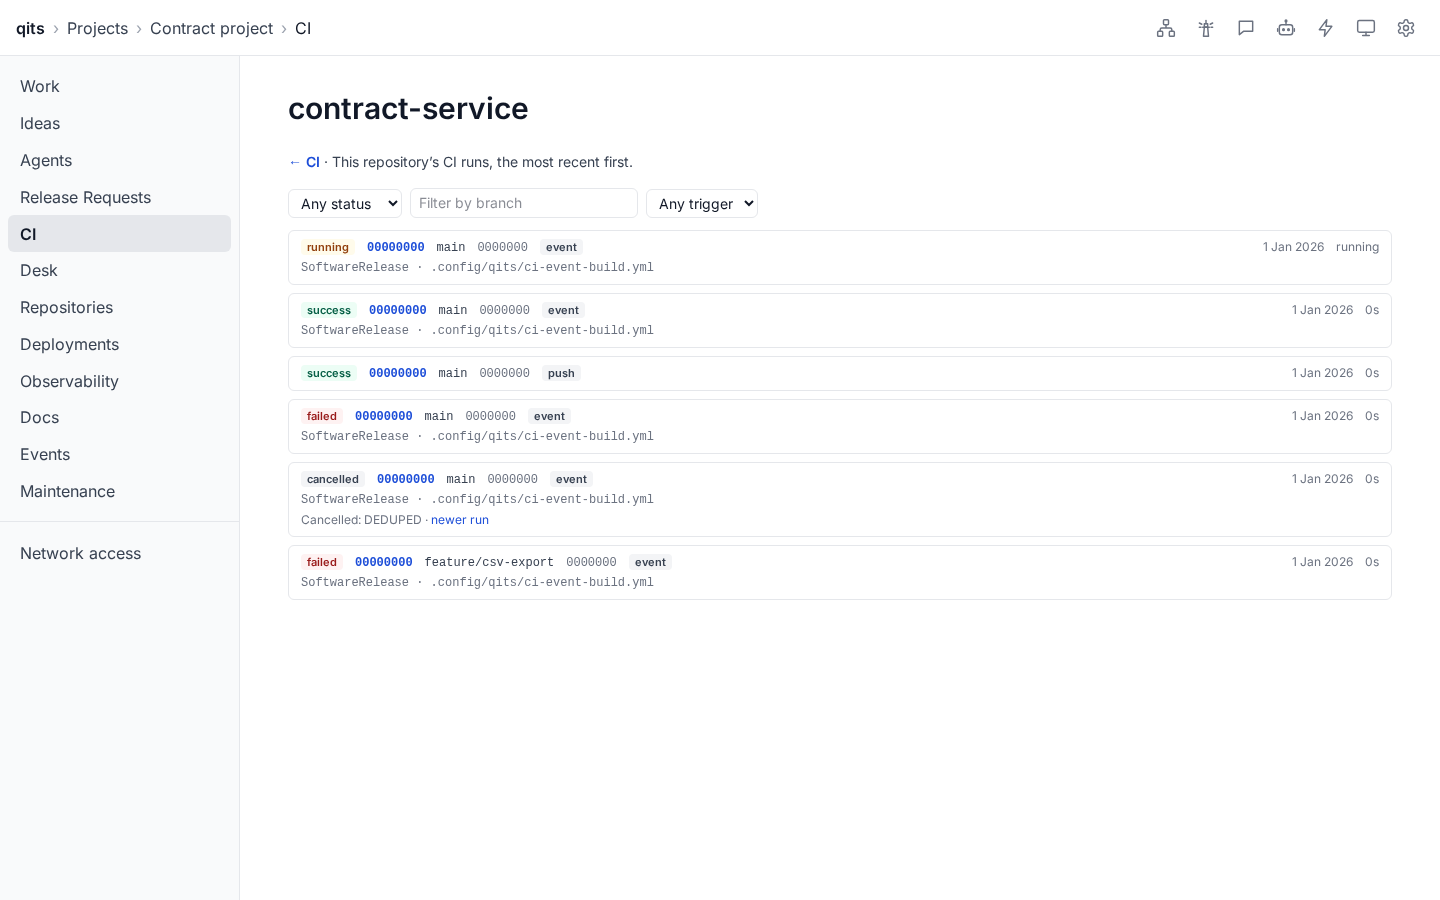 qits › Projects › Contract project › CI
Work
Ideas
Agents
Release Requests
CI
Desk
Repositories
Deployments
Observability
Docs
Events
Maintenance
Network access
contract-service
← CI · This repository’s CI runs, the most recent first.
Any status Filter by branch Any trigger
running 00000000 main 0000000 event 1 Jan 2026 running
SoftwareRelease · .config/qits/ci-event-build.yml
success 00000000 main 0000000 event 1 Jan 2026 0s
SoftwareRelease · .config/qits/ci-event-build.yml
success 00000000 main 0000000 push 1 Jan 2026 0s
failed 00000000 main 0000000 event 1 Jan 2026 0s
SoftwareRelease · .config/qits/ci-event-build.yml
cancelled 00000000 main 0000000 event 1 Jan 2026 0s
SoftwareRelease · .config/qits/ci-event-build.yml
Cancelled: DEDUPED · newer run
failed 00000000 feature/csv-export 0000000 event 1 Jan 2026 0s
SoftwareRelease · .config/qits/ci-event-build.yml